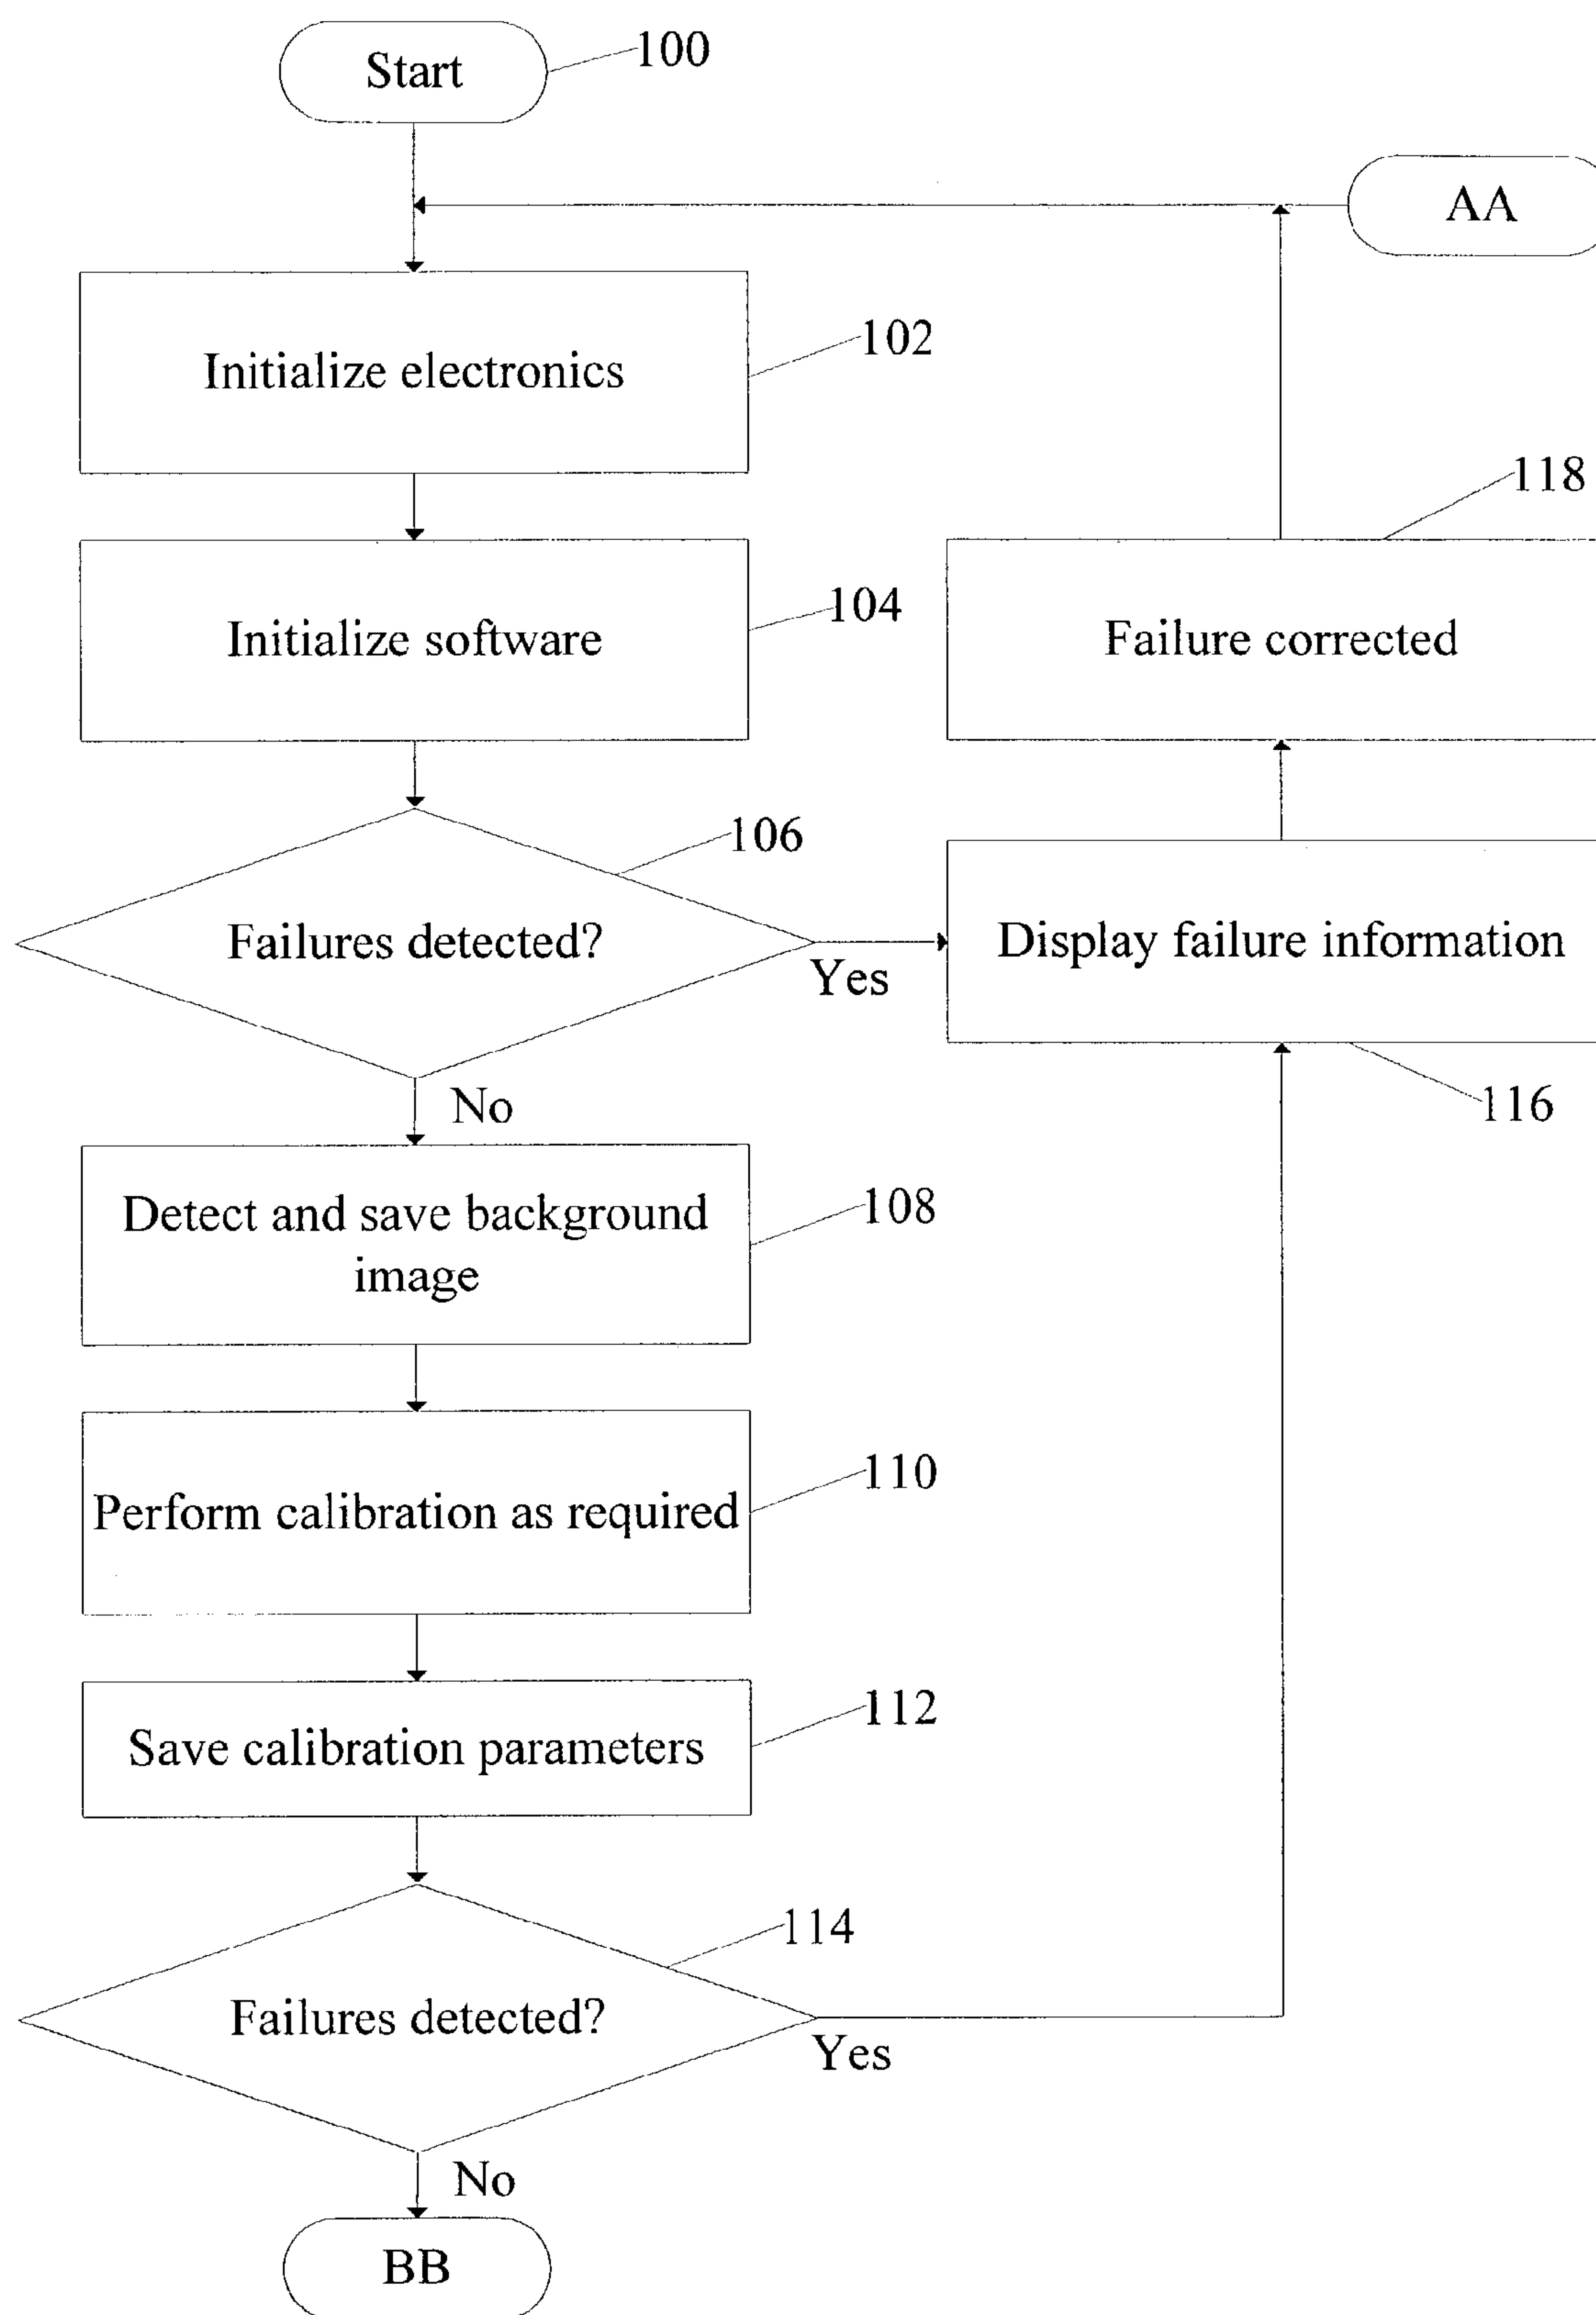 Start
100
AA
Initialize electronics
102
118
Initialize software
104
Failure corrected
106
Failures detected?
Yes
Display failure information
No
116
Detect and save background
image
108
Perform calibration as required
110
Save calibration parameters
112
114
Failures detected?
Yes
No
BB